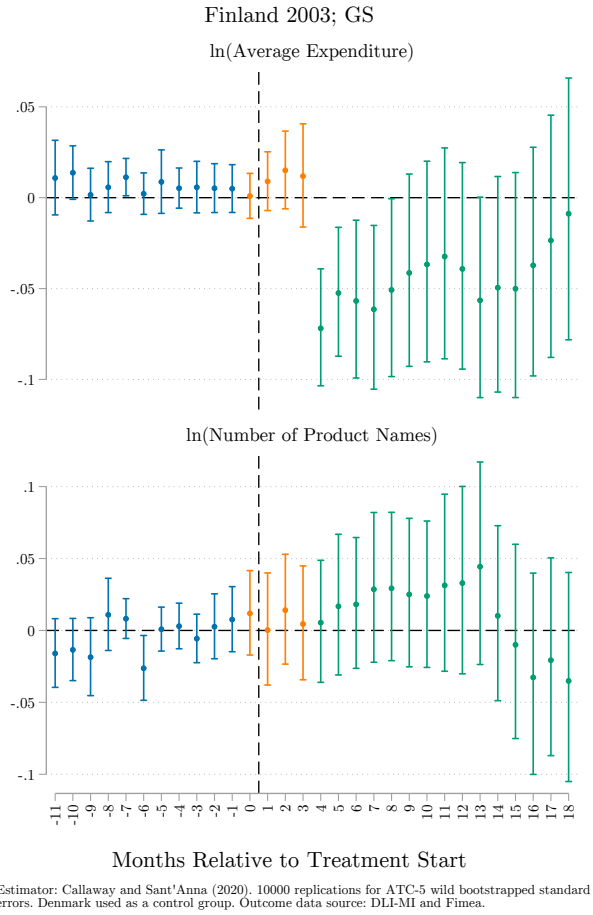 Finland 2003; GS
ln(Average Expenditure)
.05
0
-.05
-.1
ln(Number of Product Names)
.1
.05
0
-.05
-.1
-11 -10 -9 -8 -7 -6 -5 -4 -3 -2 -1 0 1 2 3 4 5 6 7 8 9 10 11 12 13 14 15 16 17 18
Months Relative to Treatment Start
Estimator: Callaway and Sant'Anna (2020). 10000 replications for ATC-5 wild bootstrapped standard
errors. Denmark used as a control group. Outcome data source: DLI-MI and Fimea.